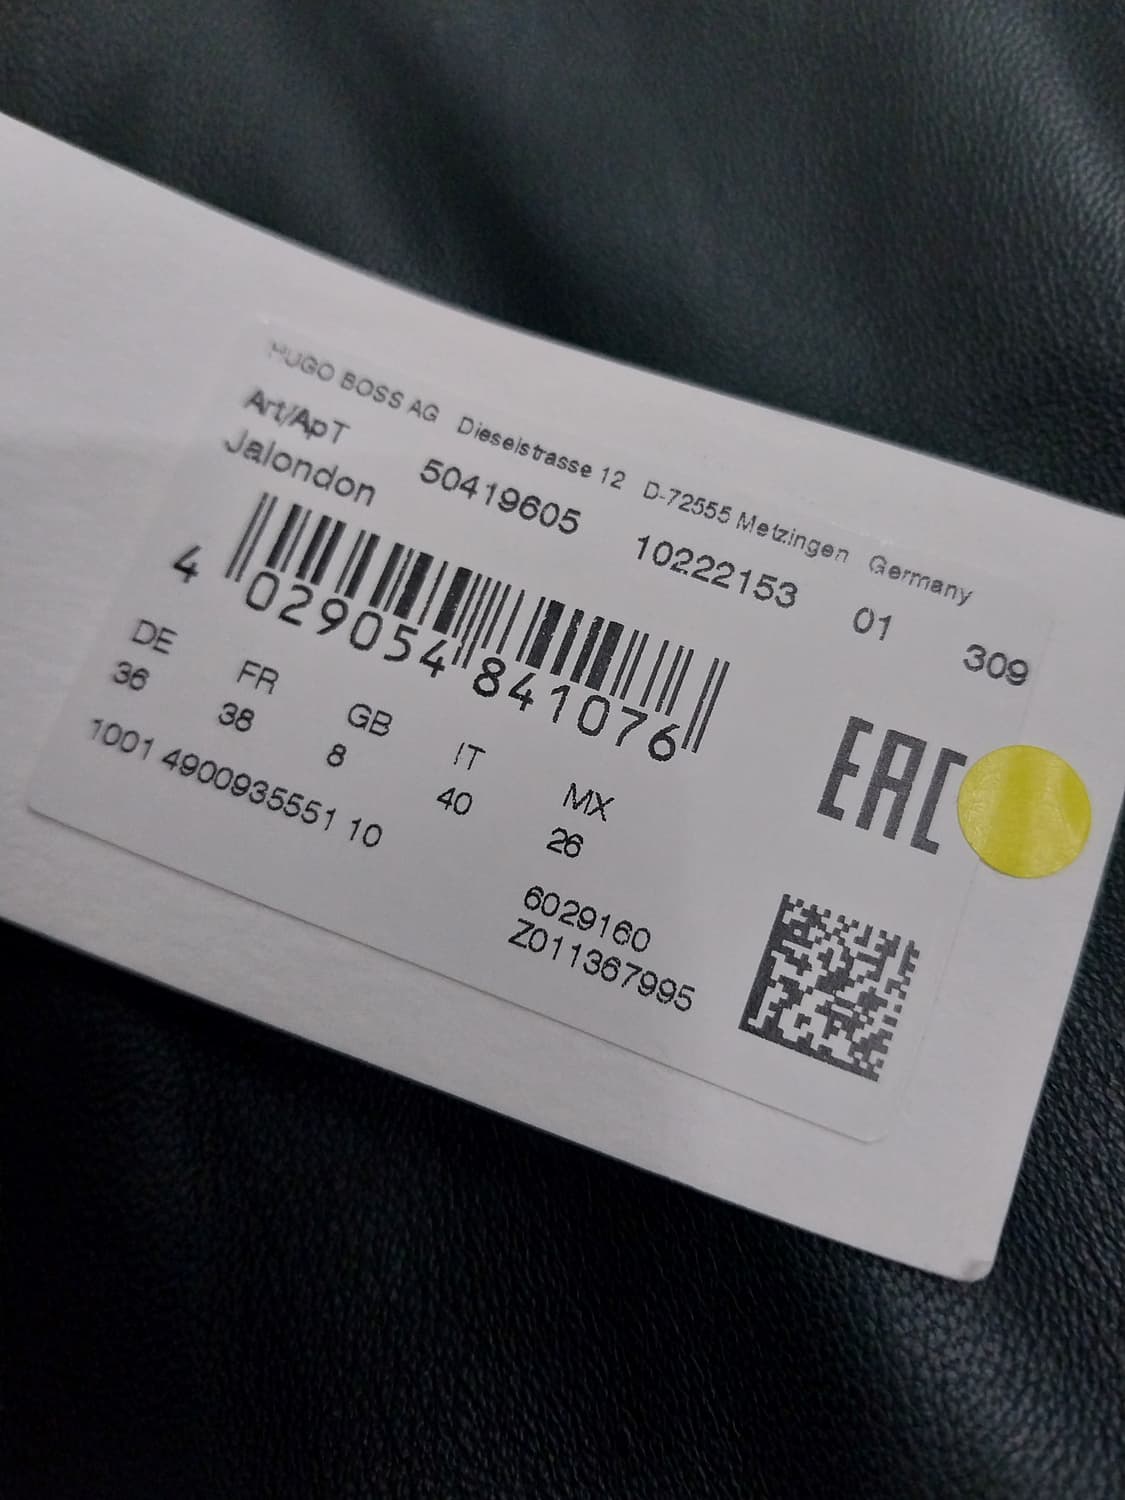 HUGO BOSS AG Dieselstrasse 12 D-72555 Metzingen Germany
Art/ApT 50419605 10222153 01 309
Jalondon
4 029054 841076
DE FR GB IT MX
36 38 8 40 26
1001 4900935551 10
EAC
6029160
Z011367995